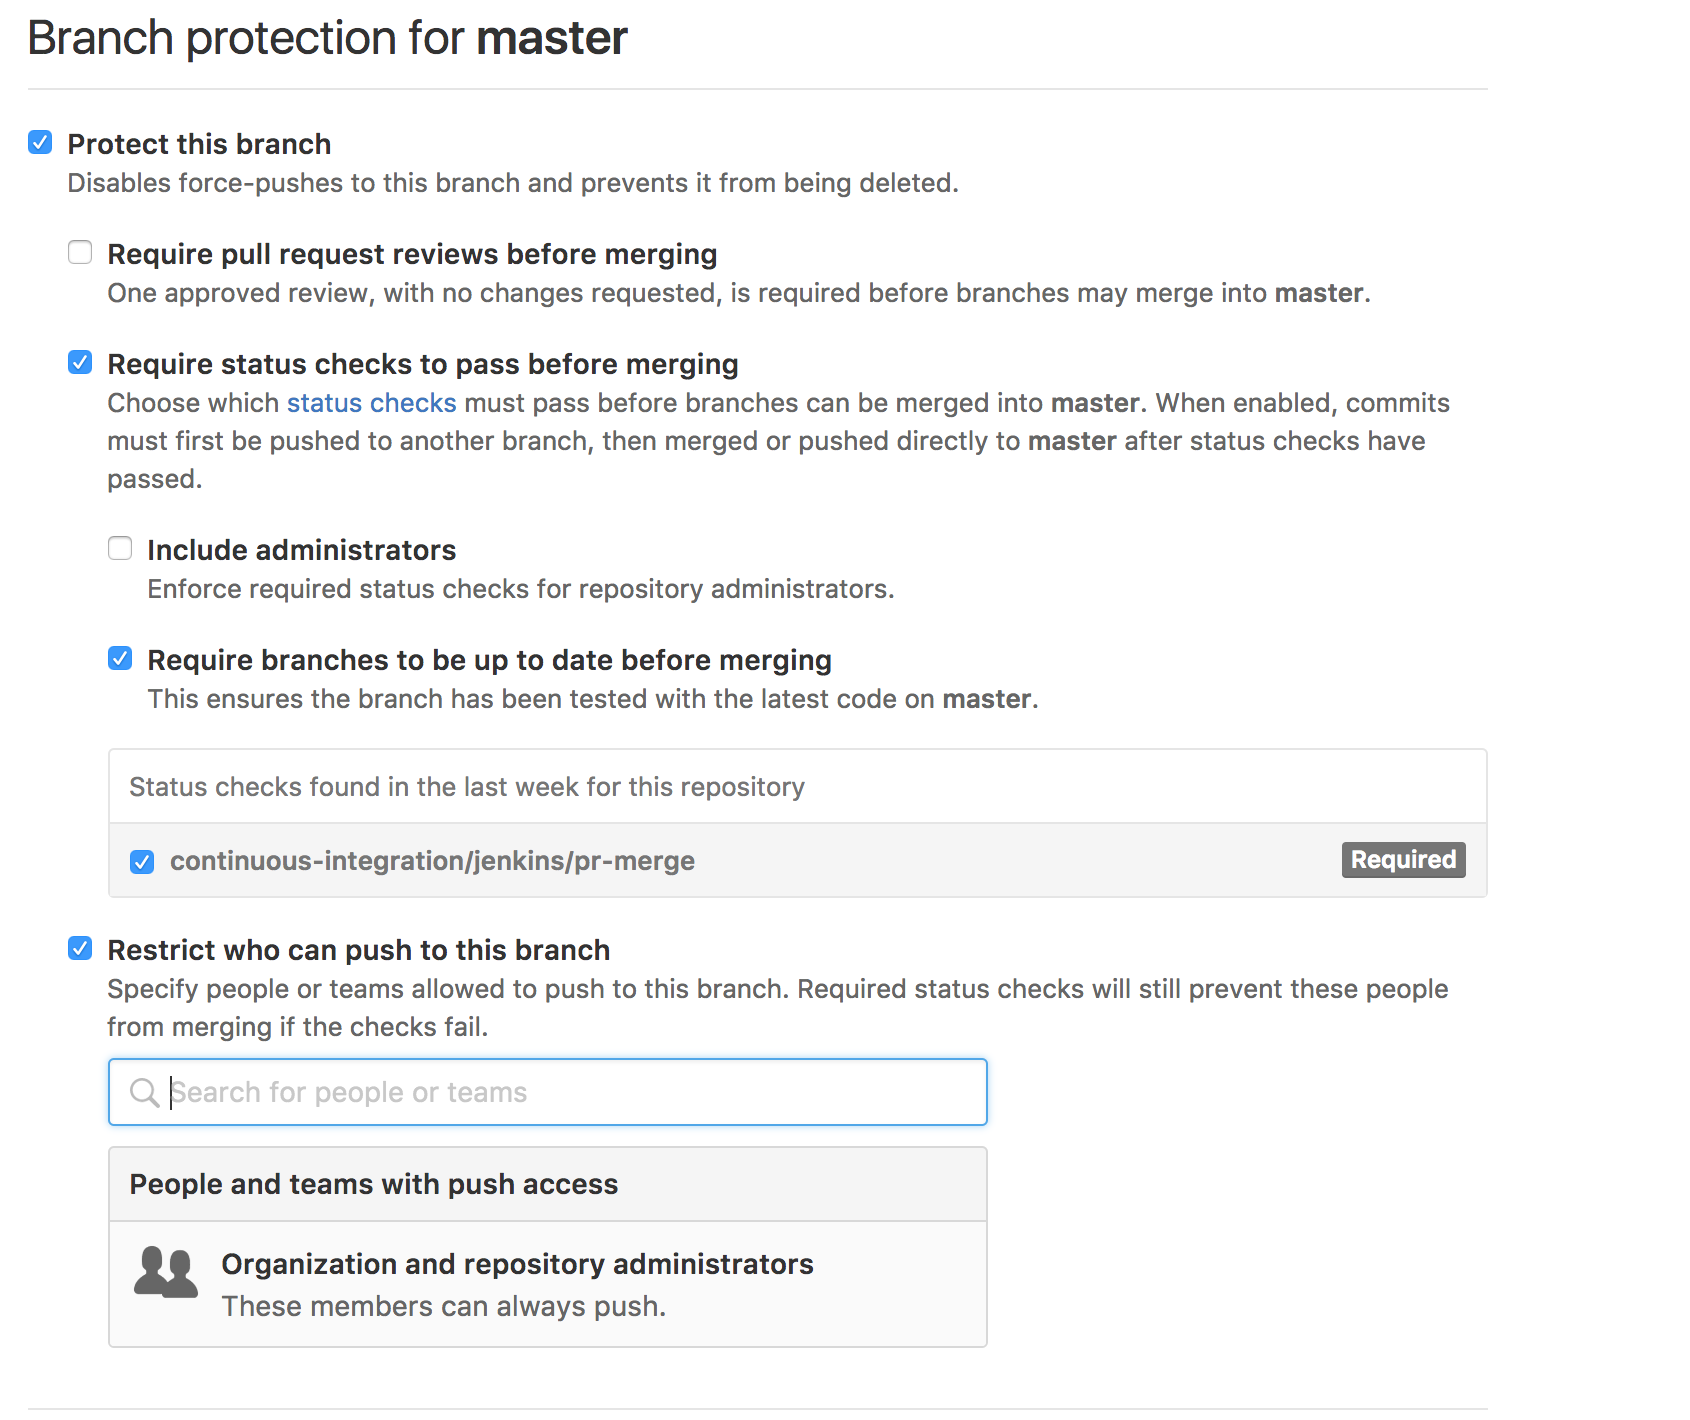 Branch protection for master
Protect this branch
Disables force-pushes to this branch and prevents it from being deleted.
Require pull request reviews before merging
One approved review, with no changes requested, is required before branches may merge into master.
Require status checks to pass before merging
Choose which status checks must pass before branches can be merged into master. When enabled, commits
must first be pushed to another branch, then merged or pushed directly to master after status checks have
passed.
Include administrators
Enforce required status checks for repository administrators.
Require branches to be up to date before merging
This ensures the branch has been tested with the latest code on master.
Status checks found in the last week for this repository
continuous-integration/jenkins/pr-merge Required
Restrict who can push to this branch
Specify people or teams allowed to push to this branch. Required status checks will still prevent these people
from merging if the checks fail.
Search for people or teams
People and teams with push access
Organization and repository administrators
These members can always push.